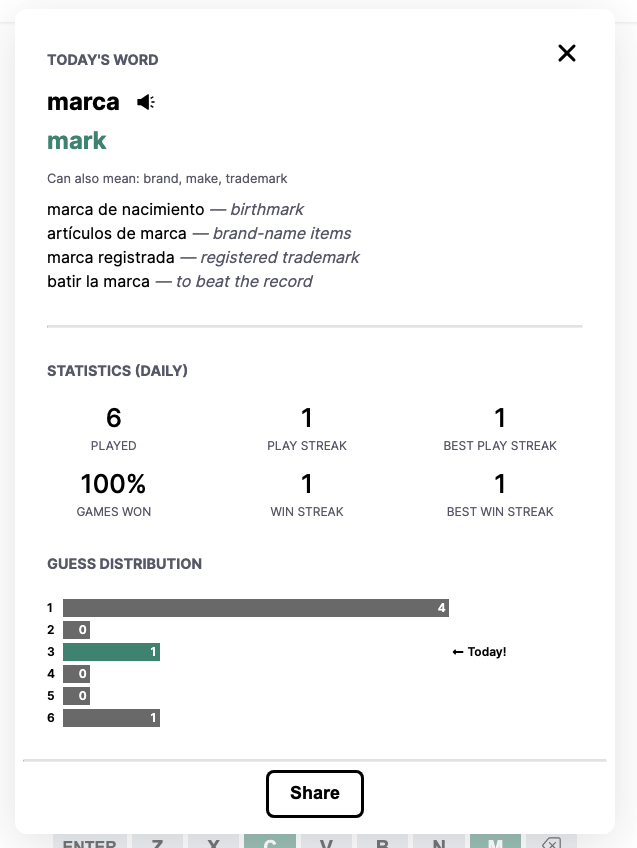 TODAY'S WORD
marca
mark
Can also mean: brand, make, trademark
marca de nacimiento — birthmark
artículos de marca — brand-name items
marca registrada — registered trademark
batir la marca — to beat the record
STATISTICS (DAILY)
6 1 1
PLAYED PLAY STREAK BEST PLAY STREAK
100% 1 1
GAMES WON WIN STREAK BEST WIN STREAK
GUESS DISTRIBUTION
1 4
2 0
3 1 ← Today!
4 0
5 0
6 1
Share
ENTER Z X C V B N M